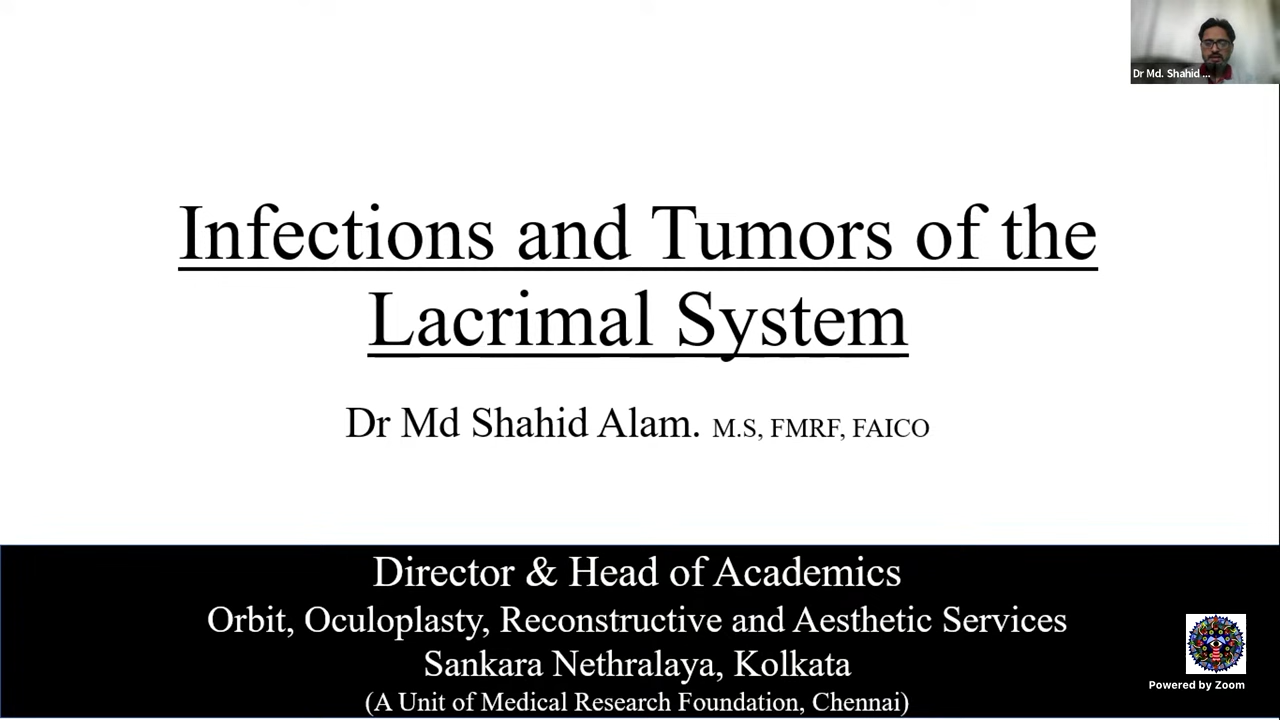 Dr Md. Shahid ...
Infections and Tumors of the
Lacrimal System
Dr Md Shahid Alam. M.S, FMRF, FAICO
Director & Head of Academics
Orbit, Oculoplasty, Reconstructive and Aesthetic Services
Sankara Nethralaya, Kolkata
(A Unit of Medical Research Foundation, Chennai)
Powered by Zoom